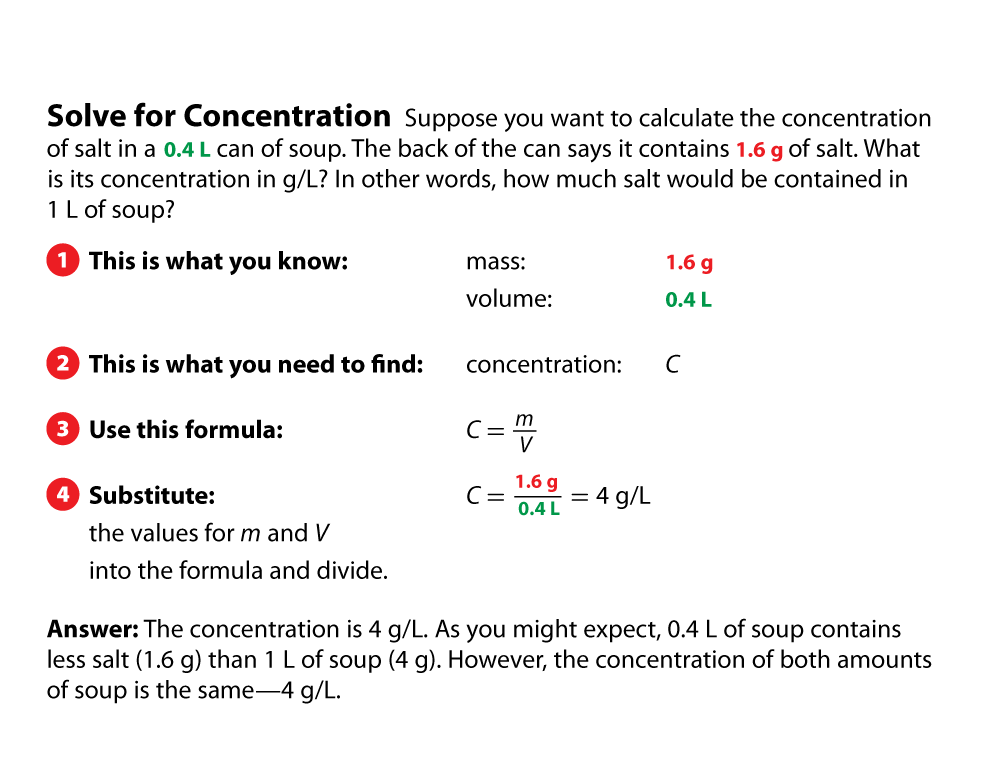 Solve for Concentration Suppose you want to calculate the concentration
of salt in a 0.4 L can of soup. The back of the can says it contains 1.6 g of salt. What
is its concentration in g/L? In other words, how much salt would be contained in
1 L of soup?
1 This is what you know: mass: 1.6 g
volume: 0.4 L
2 This is what you need to find: concentration: C
3 Use this formula: C = m/V
4 Substitute: C = 1.6 g/0.4 L = 4 g/L
the values for m and V
into the formula and divide.
Answer: The concentration is 4 g/L. As you might expect, 0.4 L of soup contains
less salt (1.6 g) than 1 L of soup (4 g). However, the concentration of both amounts
of soup is the same—4 g/L.